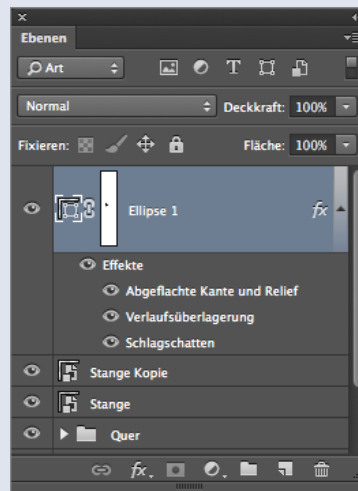 Ebenen
Art T
Normal Deckkraft: 100%
Fixieren: Fläche: 100%
Ellipse 1 fx
Effekte
Abgeflachte Kante und Relief
Verlaufsüberlagerung
Schlagschatten
Stange Kopie
Stange
Quer
fx.